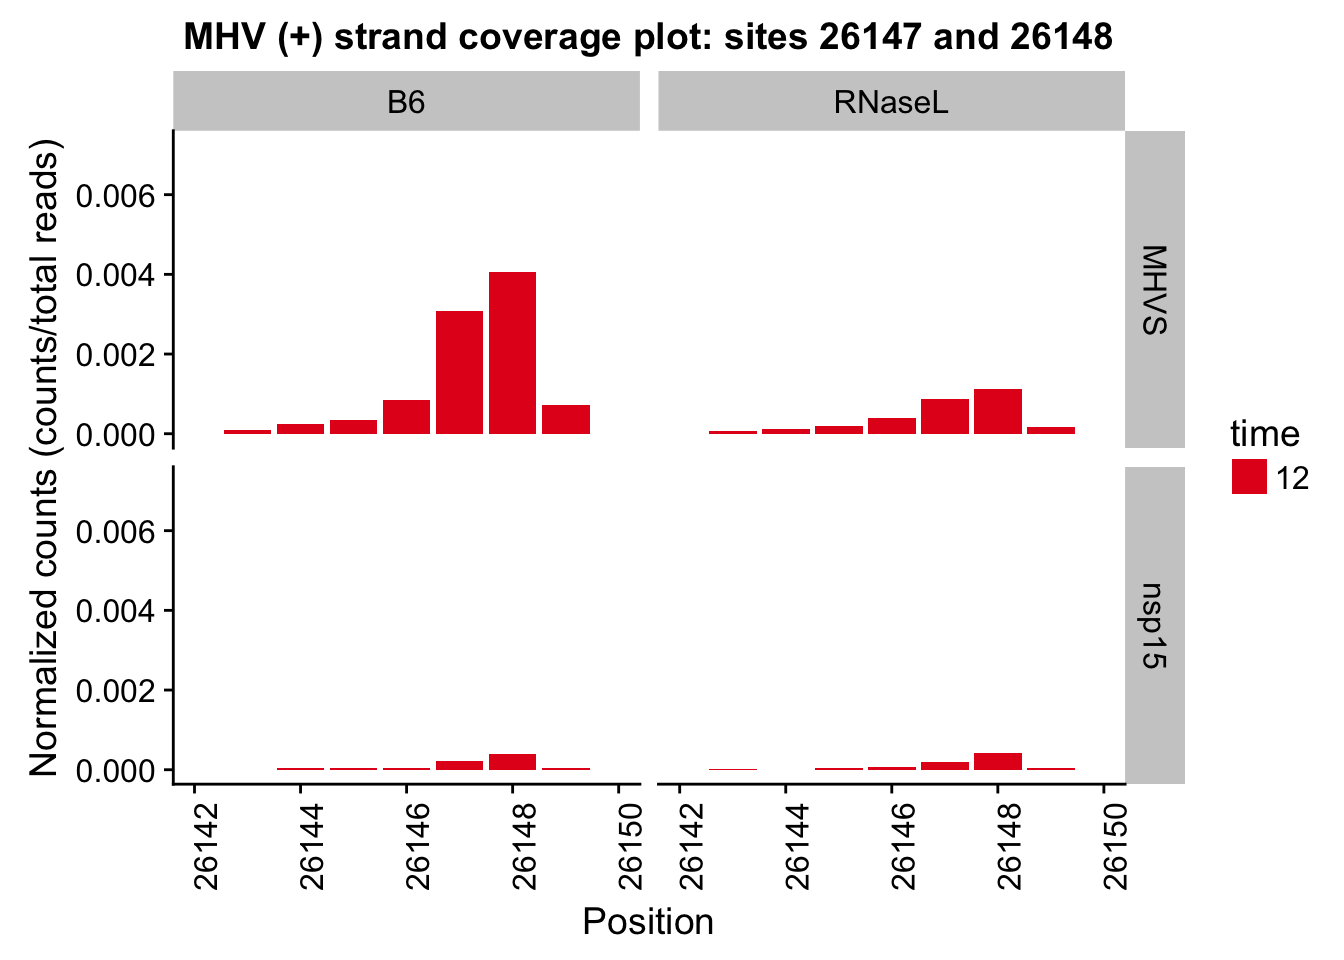 MHV (+) strand coverage plot: sites 26147 and 26148
B6
RNaseL
Normalized counts (counts/total reads)
0.006
0.004
0.002
0.000
MHVS
0.006
0.004
0.002
0.000
nsp15
time
12
26142
26144
26146
26148
26150
26142
26144
26146
26148
26150
Position